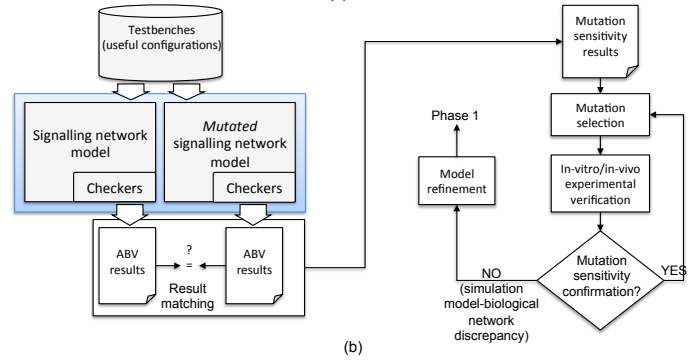 Testbenches
(useful configurations)
Signalling network
model
Checkers
Mutated
signalling network
model
Checkers
ABV
results
?
=
Result
matching
ABV
results
Mutation
sensitivity
results
Mutation
selection
In-vitro/in-vivo
experimental
verification
Mutation
sensitivity
confirmation?
YES
NO
(simulation
model-biological
network
discrepancy)
Model
refinement
Phase 1
(b)